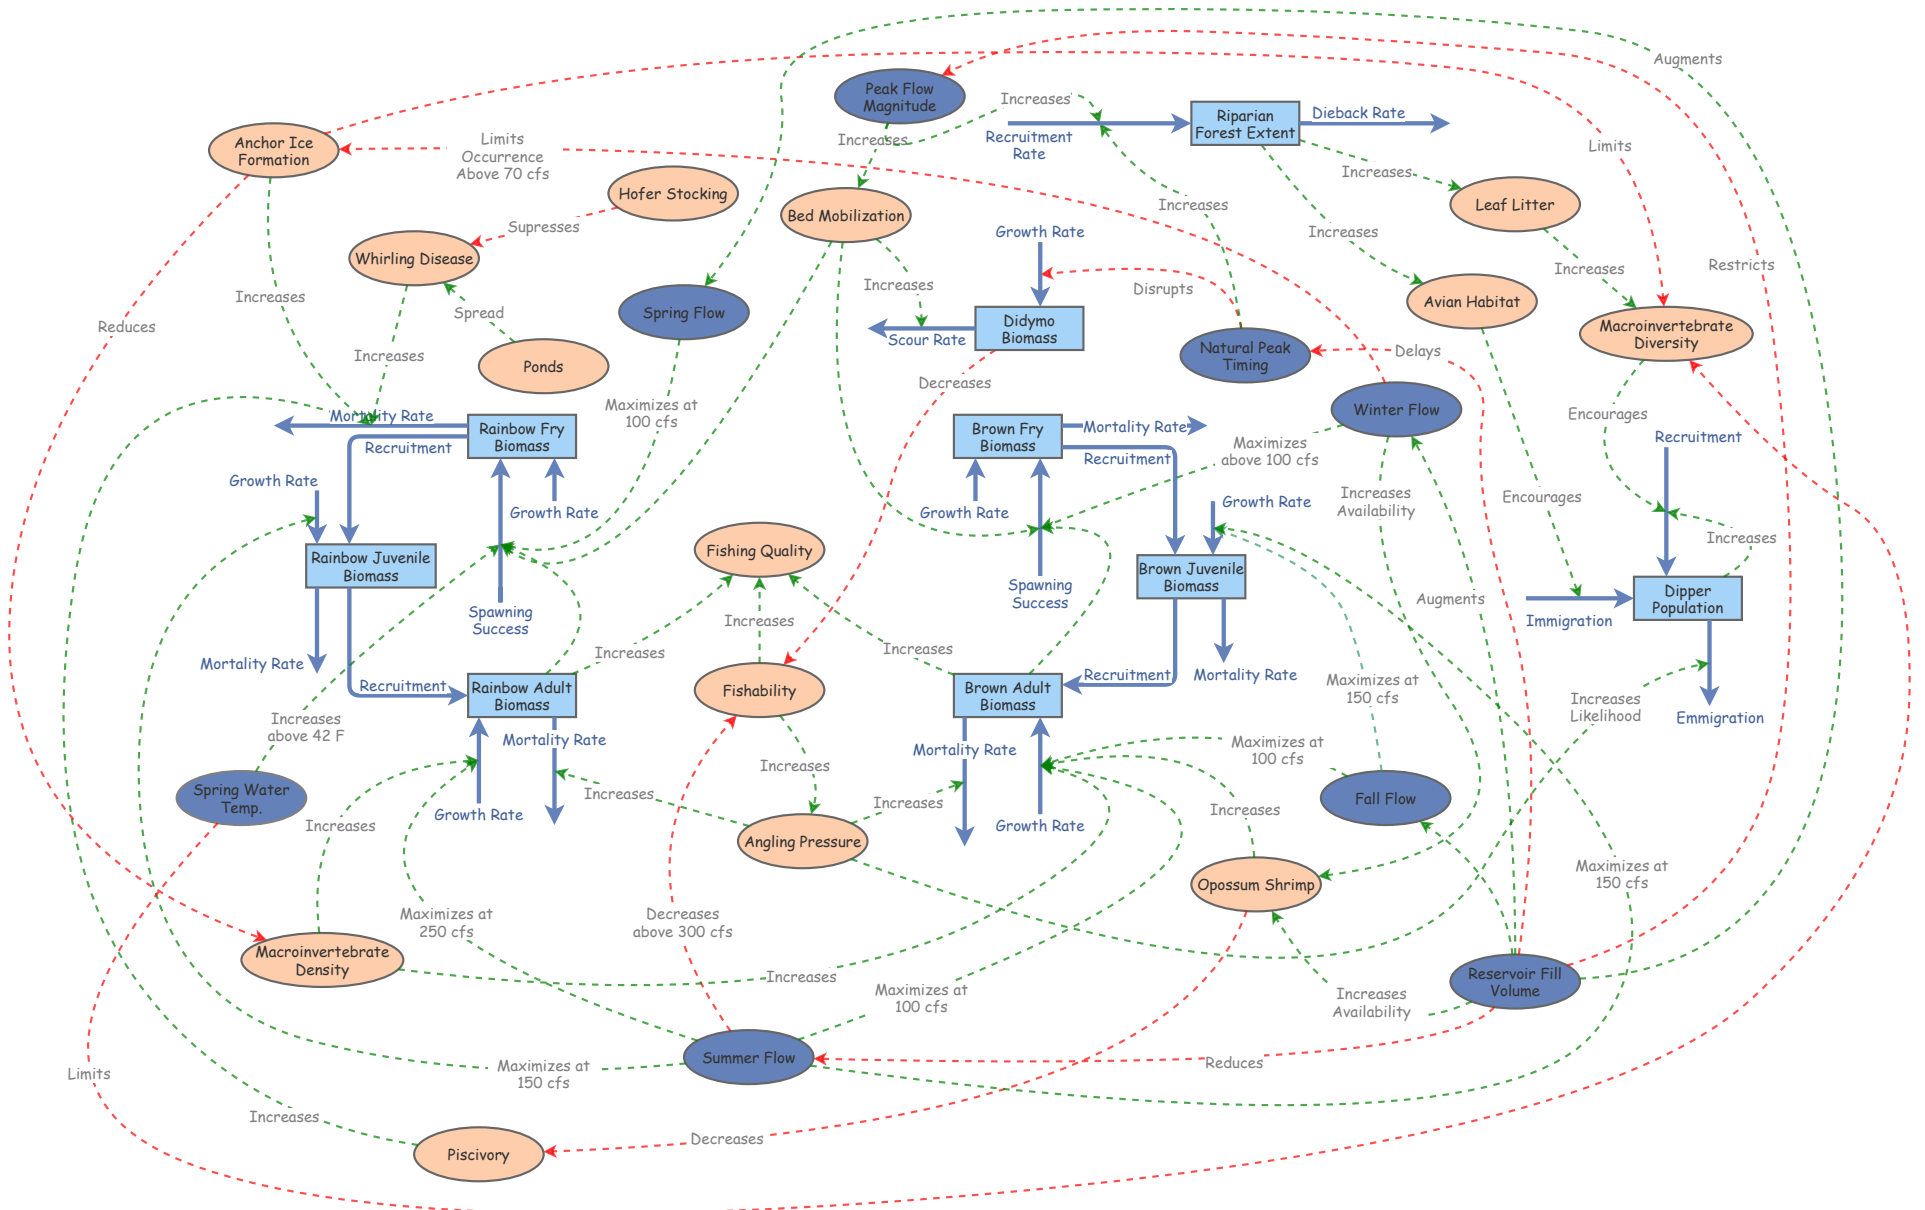 Augments
Peak Flow
Magnitude
Increases
Riparian
Forest Extent
Dieback Rate
Recruitment
Rate
Anchor Ice
Formation
Limits
Occurrence
Above 70 cfs
Increases
Limits
Increases
Hofer Stocking
Leaf Litter
Bed Mobilization
Increases
Supresses
Growth Rate
Increases
Whirling Disease
Increases
Restricts
Increases
Disrupts
Increases
Avian Habitat
Spread
Spring Flow
Reduces
Didymo
Biomass
Scour Rate
Macroinvertebrate
Diversity
Increases
Natural Peak
Timing
Delays
Ponds
Decreases
Maximizes at
100 cfs
Winter Flow
Encourages
Mortality Rate
Rainbow Fry
Biomass
Recruitment
Brown Fry
Biomass
Mortality Rate
Recruitment
Maximizes
above 100 cfs
Recruitment
Growth Rate
Growth Rate
Growth Rate
Growth Rate
Increases
Availability
Encourages
Increases
Fishing Quality
Rainbow Juvenile
Biomass
Brown Juvenile
Biomass
Spawning
Success
Spawning
Success
Augments
Dipper
Population
Immigration
Increases
Increases
Increases
Mortality Rate
Recruitment
Rainbow Adult
Biomass
Fishability
Brown Adult
Biomass
Recruitment
Mortality Rate
Maximizes at
150 cfs
Increases
Likelihood
Emmigration
Increases
above 42 F
Mortality Rate
Mortality Rate
Maximizes at
100 cfs
Increases
Spring Water
Temp.
Increases
Increases
Fall Flow
Increases
Growth Rate
Increases
Growth Rate
Angling Pressure
Maximizes at
150 cfs
Opossum Shrimp
Maximizes at
250 cfs
Decreases
above 300 cfs
Macroinvertebrate
Density
Increases
Maximizes at
100 cfs
Increases
Availability
Reservoir Fill
Volume
Summer Flow
Reduces
Limits
Maximizes at
150 cfs
Increases
Decreases
Piscivory